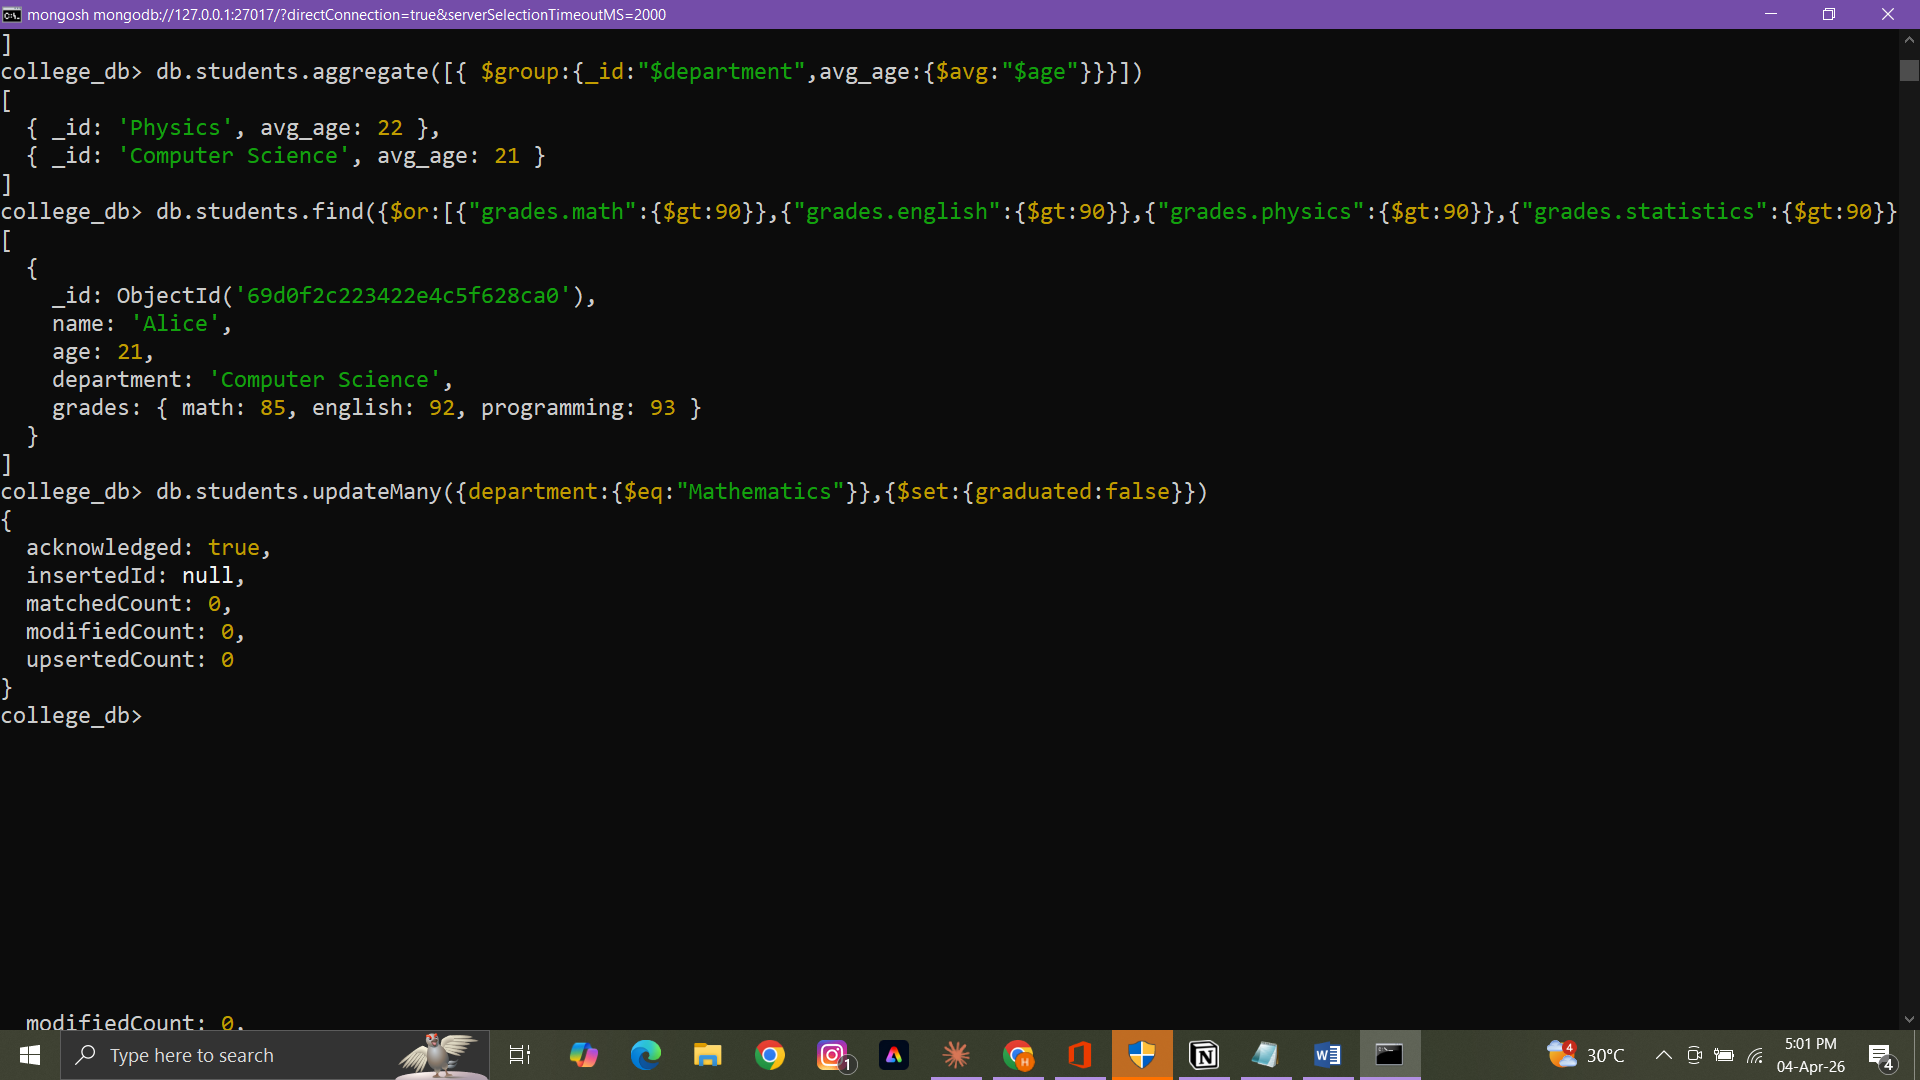 mongosh mongodb://127.0.0.1:27017/?directConnection=true&serverSelectionTimeoutMS=2000
]
college_db> db.students.aggregate([{ $group:{_id:"$department",avg_age:{$avg:"$age"}}}])
[
  { _id: 'Physics', avg_age: 22 },
  { _id: 'Computer Science', avg_age: 21 }
]
college_db> db.students.find({$or:[{"grades.math":{$gt:90}},{"grades.english":{$gt:90}},{"grades.physics":{$gt:90}},{"grades.statistics":{$gt:90}}
[
  {
    _id: ObjectId('69d0f2c223422e4c5f628ca0'),
    name: 'Alice',
    age: 21,
    department: 'Computer Science',
    grades: { math: 85, english: 92, programming: 93 }
  }
]
college_db> db.students.updateMany({department:{$eq:"Mathematics"}},{$set:{graduated:false}})
{
  acknowledged: true,
  insertedId: null,
  matchedCount: 0,
  modifiedCount: 0,
  upsertedCount: 0
}
college_db>
  modifiedCount: 0,
Type here to search
1
4
30°C
5:01 PM
04-Apr-26
4